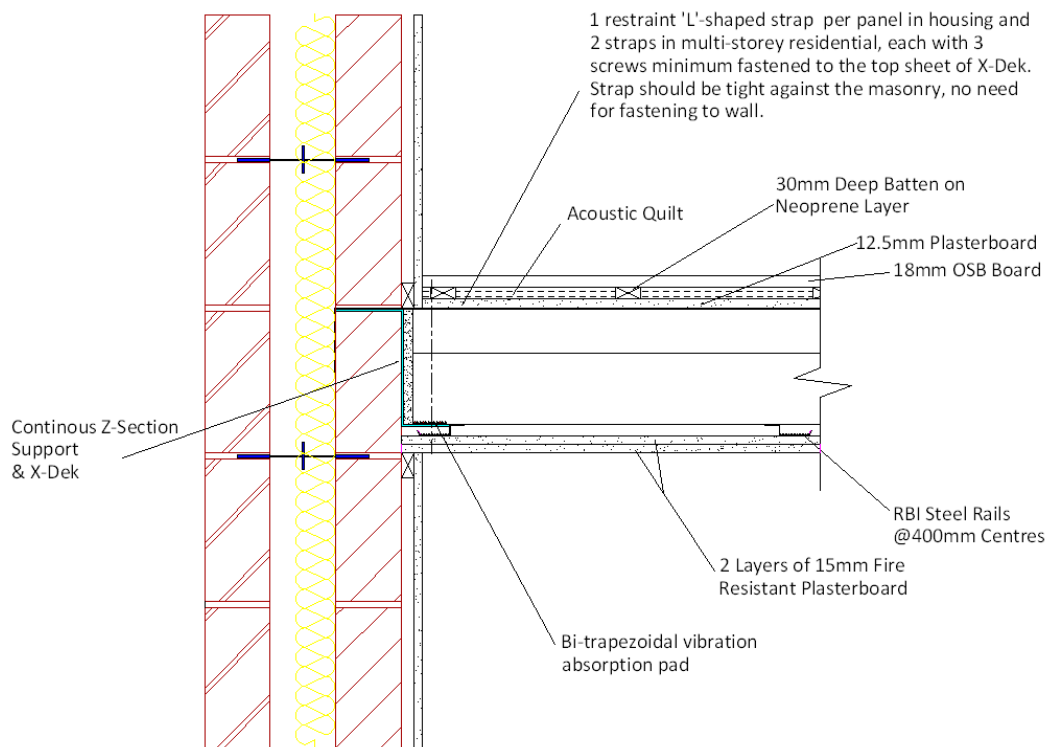 1 restraint 'L'-shaped strap per panel in housing and
2 straps in multi-storey residential, each with 3
screws minimum fastened to the top sheet of X-Dek.
Strap should be tight against the masonry, no need
for fastening to wall.
30mm Deep Batten on
Neoprene Layer
Acoustic Quilt
12.5mm Plasterboard
18mm OSB Board
Continous Z-Section
Support
& X-Dek
RBI Steel Rails
@400mm Centres
2 Layers of 15mm Fire
Resistant Plasterboard
Bi-trapezoidal vibration
absorption pad